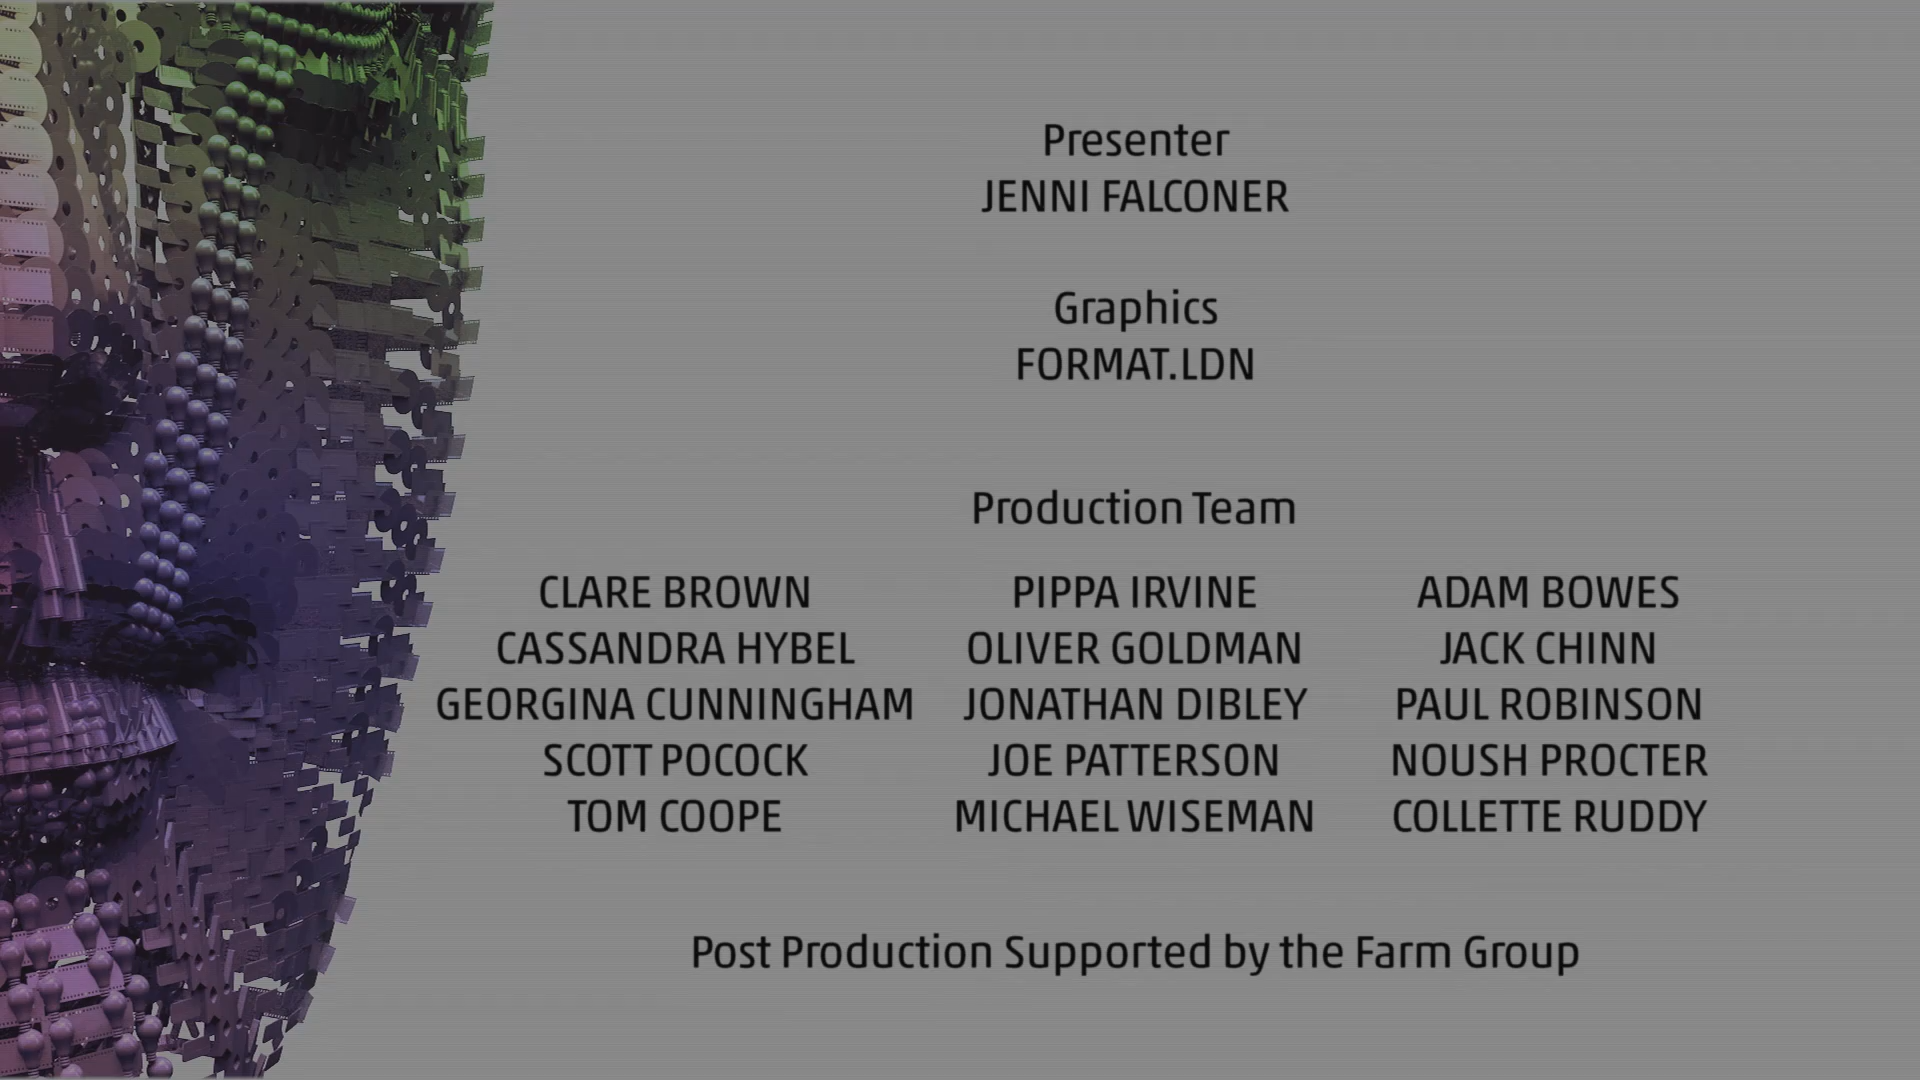 Presenter
JENNI FALCONER
Graphics
FORMAT.LDN
Production Team
CLARE BROWN PIPPA IRVINE ADAM BOWES
CASSANDRA HYBEL OLIVER GOLDMAN JACK CHINN
GEORGINA CUNNINGHAM JONATHAN DIBLEY PAUL ROBINSON
SCOTT POCOCK JOE PATTERSON NOUSH PROCTER
TOM COOPE MICHAEL WISEMAN COLLETTE RUDDY
Post Production Supported by the Farm Group